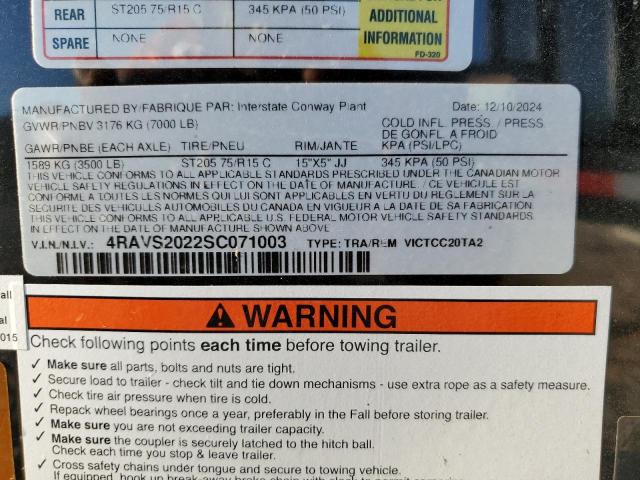 REAR ST205 75/R15 C 345 KPA (50 PSI)
SPARE NONE NONE
ADDITIONAL
INFORMATION
FD-320
MANUFACTURED BY/FABRIQUE PAR: Interstate Conway Plant Date: 12/10/2024
GVWR/PNBV 3176 KG (7000 LB) COLD INFL. PRESS./PRESS.
DE GONFL. A FROID
GAWR/PNBE (EACH AXLE) TIRE/PNEU RIM/JANTE KPA (PSI/LPC)
1589 KG (3500 LB) ST205 75/R15 C 15"X5" JJ 345 KPA (50 PSI)
THIS VEHICLE CONFORMS TO ALL APPLICABLE STANDARDS PRESCRIBED UNDER THE CANADIAN MOTOR
VEHICLE SAFETY REGULATIONS IN EFFECT ON THE DATE OF MANUFACTURE / CE VEHICULE EST
CONFORME A TOUTES LES NORMES QUI LUI SONT APPLICABLES EN VERTU DU REGLEMENT SUR LA
SECURITE DES VEHICULES AUTOMOBILES DU CANADA EN VIGUEUR A LA DATE DE SA FABRICATION.
THIS VEHICLE CONFORMS TO ALL APPLICABLE U.S. FEDERAL MOTOR VEHICLE SAFETY STANDARDS
IN EFFECT ON THE DATE OF MANUFACTURE SHOWN ABOVE.
V.I.N./N.I.V.: 4RAVS2022SC071003 TYPE: TRA/REM VICTCC20TA2
all
al
015
WARNING
Check following points each time before towing trailer.
✓ Make sure all parts, bolts and nuts are tight.
✓ Secure load to trailer - check tilt and tie down mechanisms - use extra rope as a safety measure.
✓ Check tire air pressure when tire is cold.
✓ Repack wheel bearings once a year, preferably in the Fall before storing trailer.
✓ Make sure you are not exceeding trailer capacity.
✓ Make sure the coupler is securely latched to the hitch ball.
Check each time you stop & leave trailer.
✓ Cross safety chains under tongue and secure to towing vehicle.
If equipped, hook up break-away brake chain with